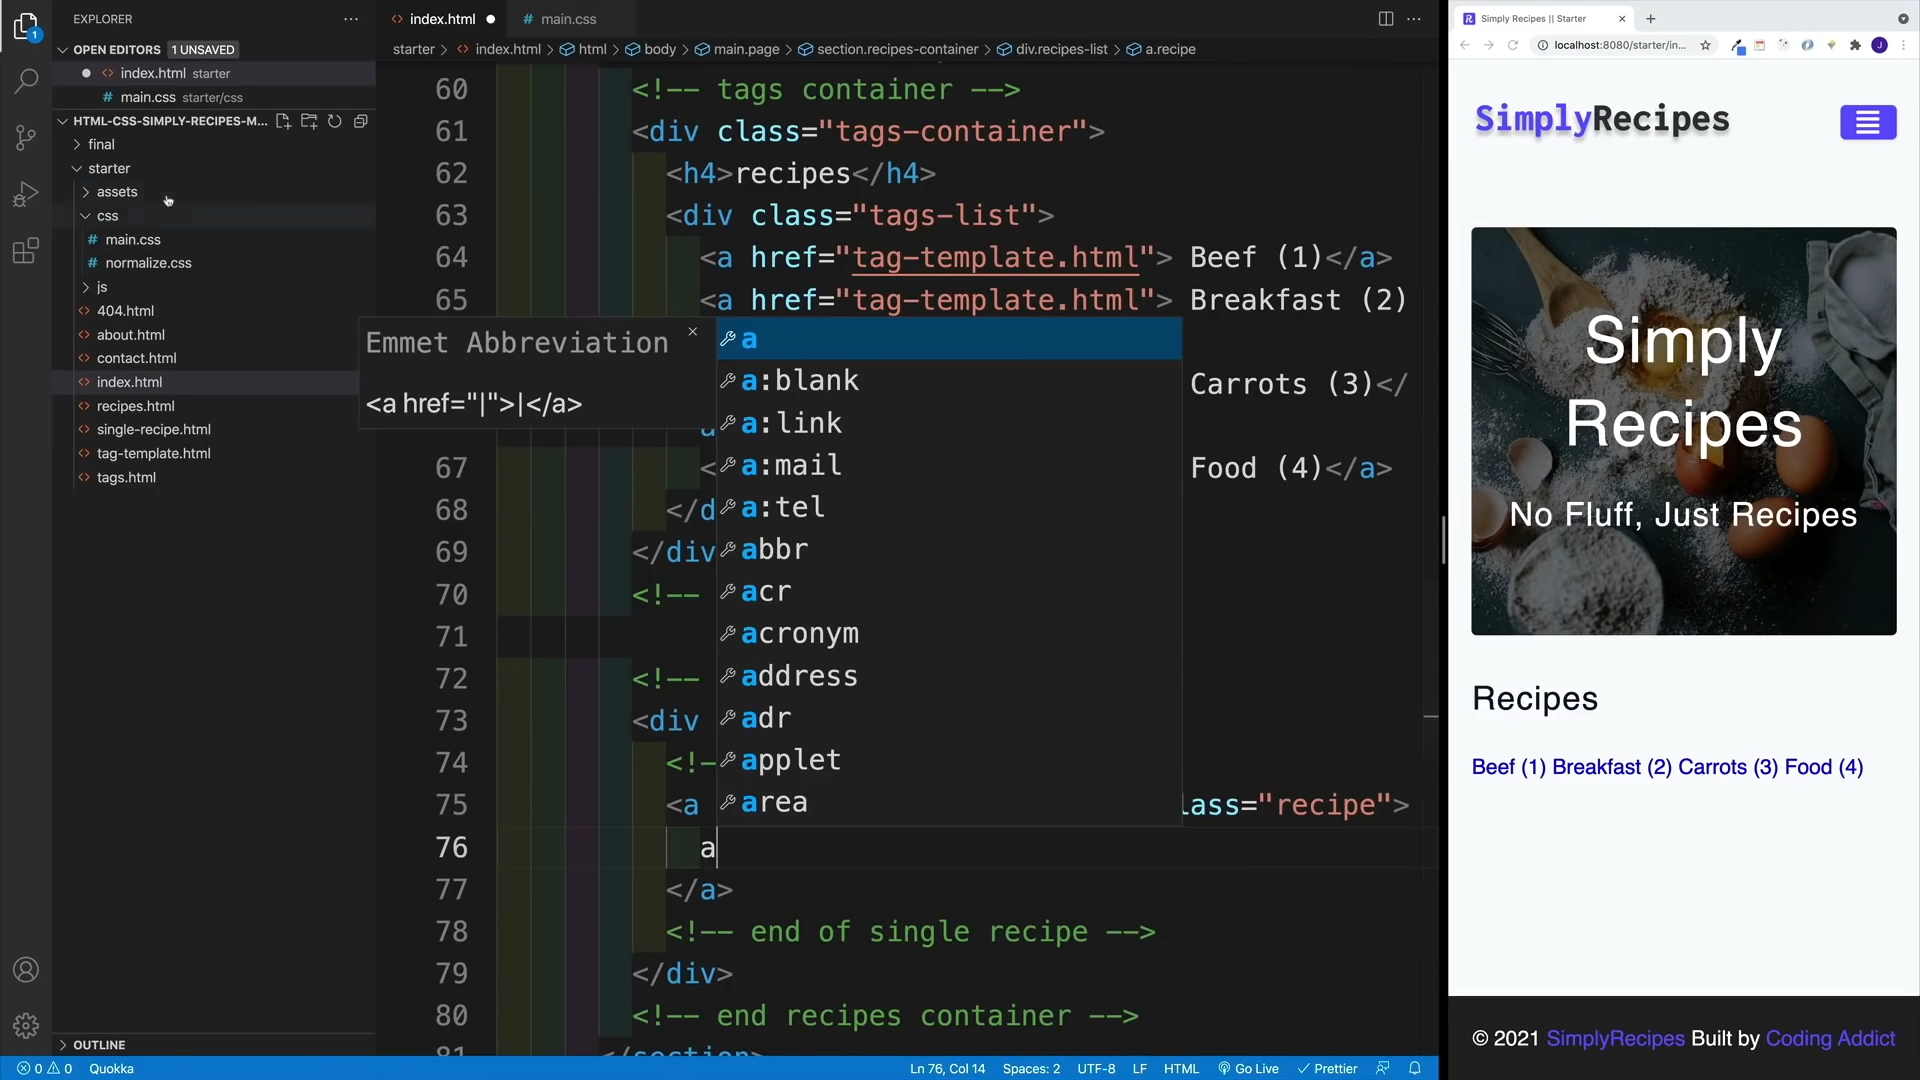 EXPLORER
OPEN EDITORS 1 UNSAVED
index.html starter
main.css starter/css
HTML-CSS-SIMPLY-RECIPES-M...
final
starter
assets
css
main.css
normalize.css
js
404.html
about.html
contact.html
index.html
recipes.html
single-recipe.html
tag-template.html
tags.html
OUTLINE
1
index.html
# main.css
starter > index.html > html > body > main.page > section.recipes-container > div.recipes-list > a.recipe
60 <!-- tags container -->
61 <div class="tags-container">
62 <h4>recipes</h4>
63 <div class="tags-list">
64 <a href="tag-template.html"> Beef (1)</a>
65 <a href="tag-template.html"> Breakfast (2)
Carrots (3)</
67 < Food (4)</a>
68 </d
69 </div
70 <!--
71
72 <!--
73 <div
74 <!-
75 <a lass="recipe">
76 a
77 </a>
78 <!-- end of single recipe -->
79 </div>
80 <!-- end recipes container -->
81 </section>
Emmet Abbreviation
<a href="|">|</a>
a
a:blank
a:link
a:mail
a:tel
abbr
acr
acronym
address
adr
applet
area
0 0 Quokka
Ln 76, Col 14 Spaces: 2 UTF-8 LF HTML Go Live Prettier
Simply Recipes || Starter
localhost:8080/starter/in...
J
SimplyRecipes
Simply
Recipes
No Fluff, Just Recipes
Recipes
Beef (1) Breakfast (2) Carrots (3) Food (4)
© 2021 SimplyRecipes Built by Coding Addict